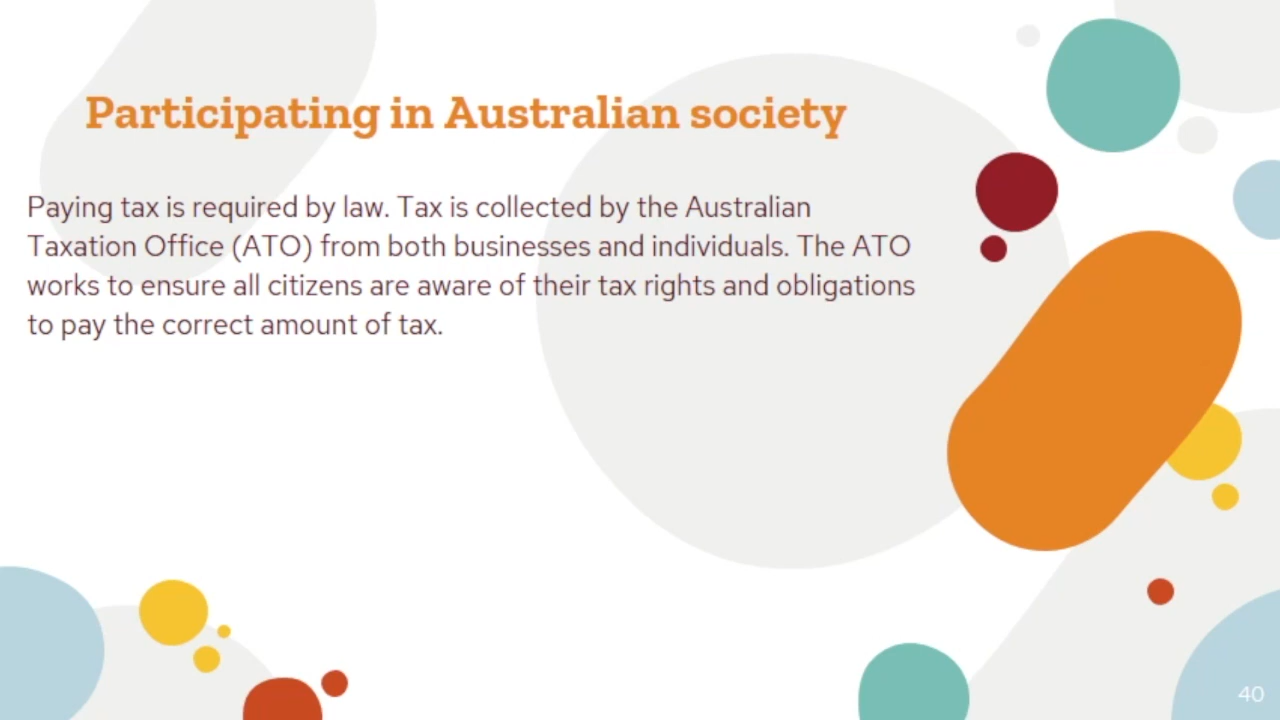 Participating in Australian society
Paying tax is required by law. Tax is collected by the Australian
Taxation Office (ATO) from both businesses and individuals. The ATO
works to ensure all citizens are aware of their tax rights and obligations
to pay the correct amount of tax.
40